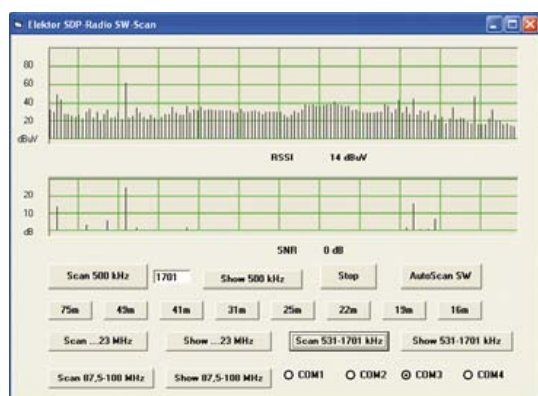 Elektor SDP-Radio SW-Scan
80
60
40
20
dBuV
RSSI 14 dBuV
20
10
dB
SNR 0 dB
Scan 500 kHz 1701 Show 500 kHz Stop AutoScan SW
75m 49m 41m 31m 25m 22m 19m 16m
Scan ...23 MHz Show ...23 MHz Scan 531-1701 kHz Show 531-1701 kHz
Scan 87,5-108 MHz Show 87,5-108 MHz COM1 COM2 COM3 COM4